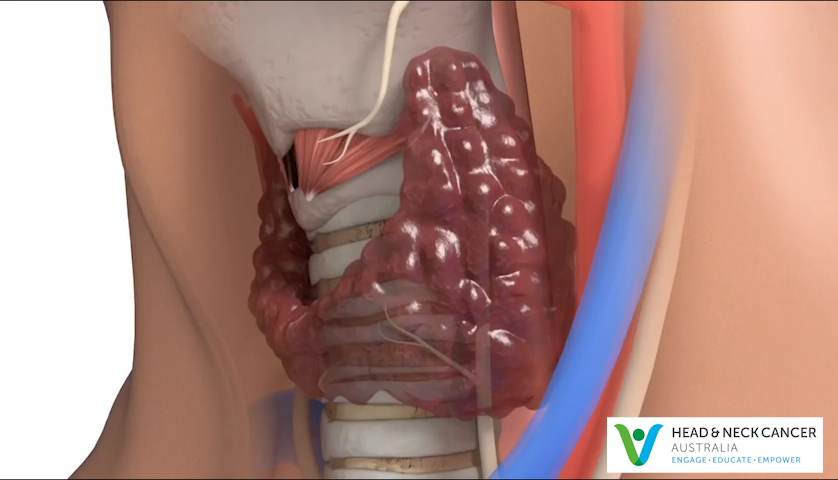 HEAD & NECK CANCER
AUSTRALIA
ENGAGE • EDUCATE • EMPOWER